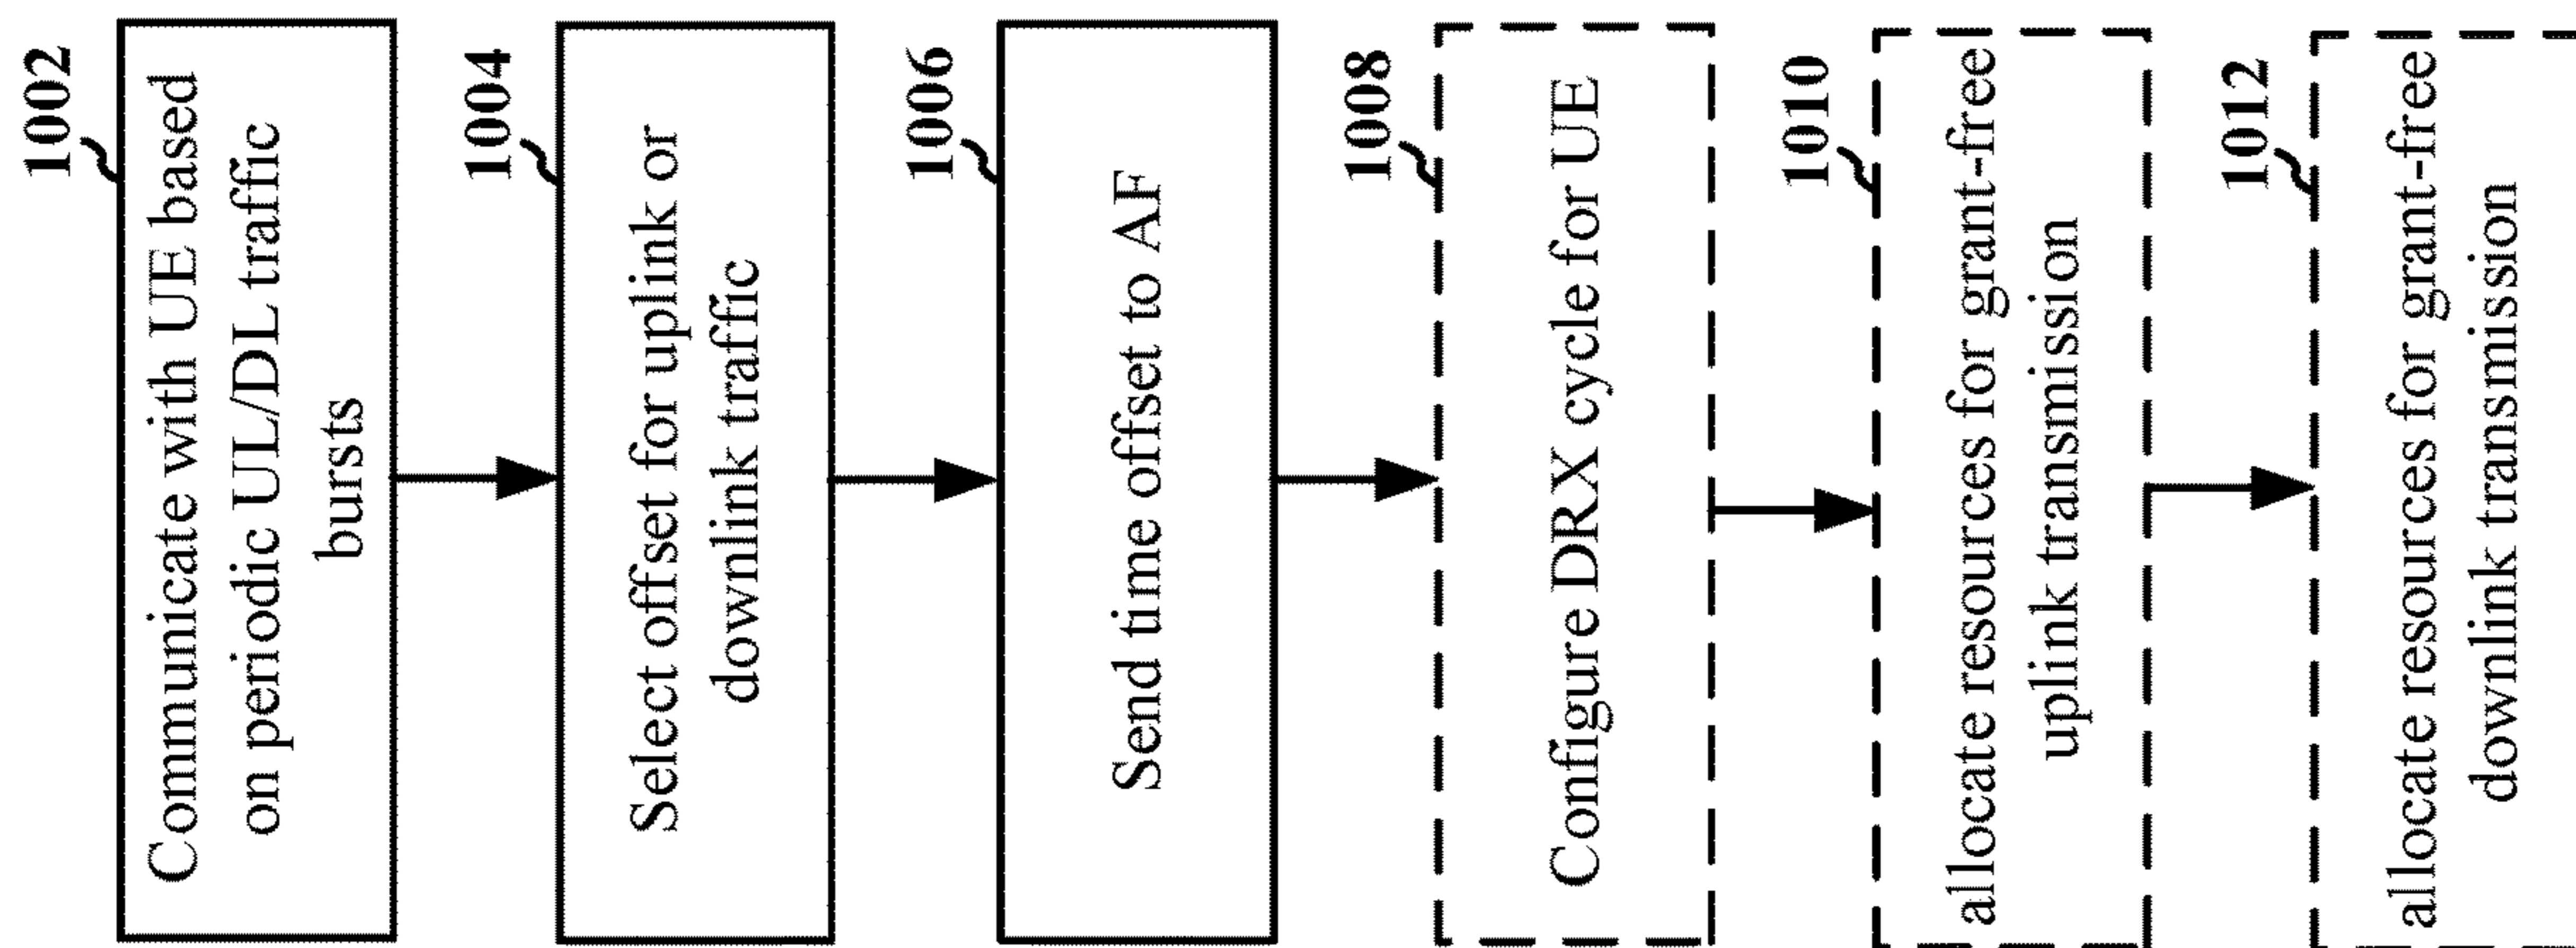 1002
Communicate with UE based
on periodic UL/DL traffic
bursts
1004
Select offset for uplink or
downlink traffic
1006
Send time offset to AF
1008
Configure DRX cycle for UE
1010
allocate resources for grant-free
uplink transmission
1012
allocate resources for grant-free
downlink transmission